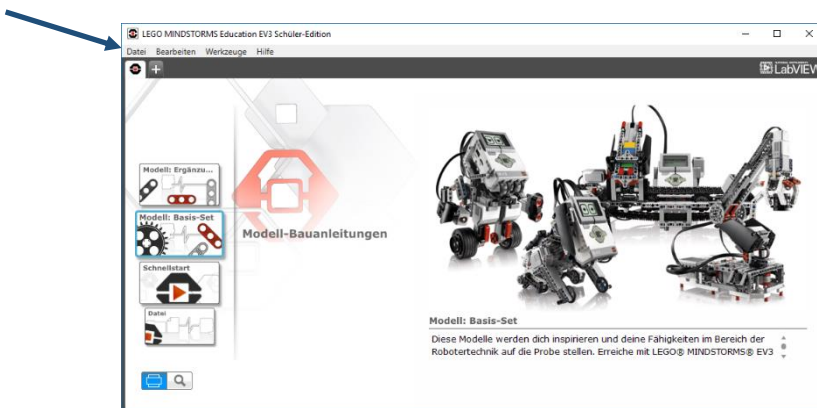 LEGO MINDSTORMS Education EV3 Schüler-Edition
Datei Bearbeiten Werkzeuge Hilfe
LabVIEW
Modell: Ergänzu...
Modell: Basis-Set
Schnellstart
Datei
Modell-Bauanleitungen
Modell: Basis-Set
Diese Modelle werden dich inspirieren und deine Fähigkeiten im Bereich der
Robotertechnik auf die Probe stellen. Erreiche mit LEGO® MINDSTORMS® EV3